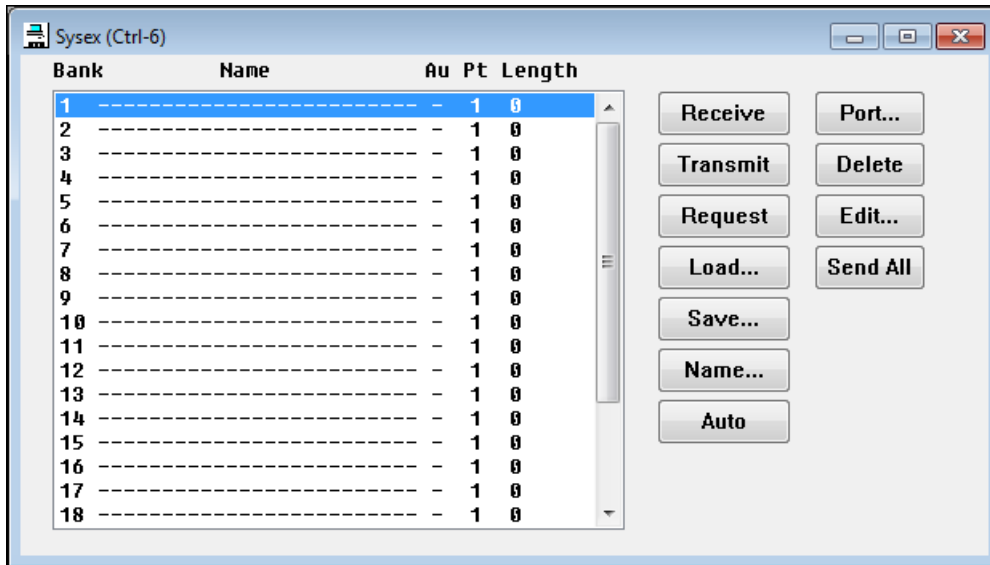 Sysex (Ctrl-6)
Bank Name Au Pt Length
1 -------------------------- - 1 0
2 -------------------------- - 1 0
3 -------------------------- - 1 0
4 -------------------------- - 1 0
5 -------------------------- - 1 0
6 -------------------------- - 1 0
7 -------------------------- - 1 0
8 -------------------------- - 1 0
9 -------------------------- - 1 0
10 -------------------------- - 1 0
11 -------------------------- - 1 0
12 -------------------------- - 1 0
13 -------------------------- - 1 0
14 -------------------------- - 1 0
15 -------------------------- - 1 0
16 -------------------------- - 1 0
17 -------------------------- - 1 0
18 -------------------------- - 1 0
Receive
Transmit
Request
Load...
Save...
Name...
Auto
Port...
Delete
Edit...
Send All